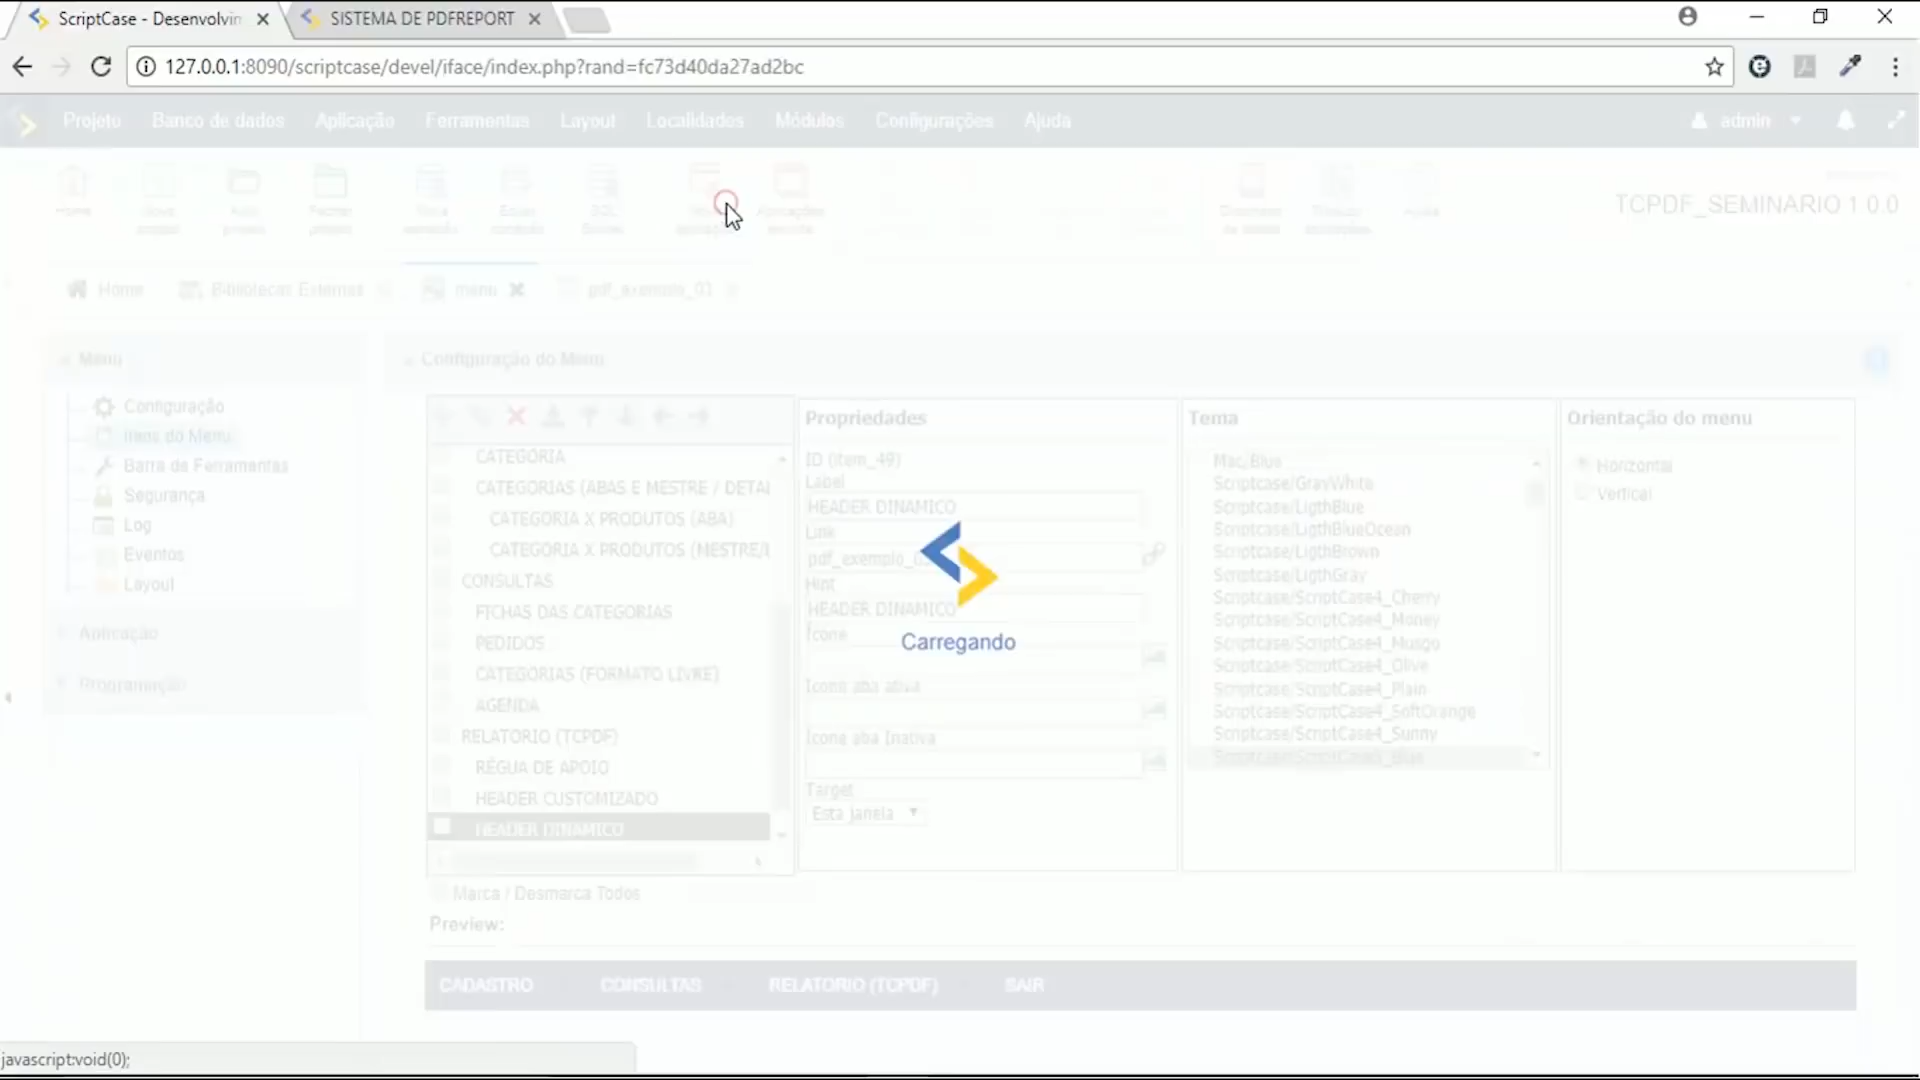 ScriptCase - Desenvolvin
SISTEMA DE PDFREPORT
127.0.0.1:8090/scriptcase/devel/iface/index.php?rand=fc73d40da27ad2bc
Projeto Banco de dados Aplicação Ferramentas Layout Localidades Módulos Configurações Ajuda admin
Home
TCPDF_SEMINARIO 1 0.0
Home Bibliotecas Externas menu pdf_exemplo_03
Menu
Configuração do Menu
Configuração
Itens do Menu
Barra de Ferramentas
Segurança
Log
Eventos
Layout
Aplicação
Programação
CATEGORIA
CATEGORIAS (ABAS E MESTRE / DETAL
CATEGORIA X PRODUTOS (ABA)
CATEGORIA X PRODUTOS (MESTRE/I
CONSULTAS
FICHAS DAS CATEGORIAS
PEDIDOS
CATEGORIAS (FORMATO LIVRE)
AGENDA
RELATORIO (TCPDF)
RÉGUA DE APOIO
HEADER CUSTOMIZADO
HEADER DINAMICO
Propriedades
ID (item_49)
Label
HEADER DINAMICO
Link
Hint
HEADER DINAMICO
Ícone
Ícone aba ativa
Ícone aba Inativa
Target
Esta janela
Carregando
Tema
Mac_Blue
Scriptcase/GrayWhite
Scriptcase/LigthBlue
Scriptcase/LigthBlueOcean
Scriptcase/LigthBrown
Scriptcase/LigthGray
Scriptcase/ScriptCase4_Cherry
Scriptcase/ScriptCase4_Money
Scriptcase/ScriptCase4_Musgo
Scriptcase/ScriptCase4_Olive
Scriptcase/ScriptCase4_Plain
Scriptcase/ScriptCase4_SoftOrange
Scriptcase/ScriptCase4_Sunny
Orientação do menu
Horizontal
Vertical
Marca / Desmarca Todos
Preview:
CADASTRO CONSULTAS RELATORIO (TCPDF) SAIR
javascript:void(0);